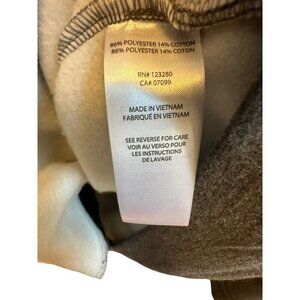 86% POLYESTER 14% COTTON
86% POLYESTER 14% COTON
RN# 123280
CA# 07099
MADE IN VIETNAM
FABRIQUÉ EN VIETNAM
SEE REVERSE FOR CARE
VOIR AU VERSO POUR
LES INSTRUCTIONS
DE LAVAGE